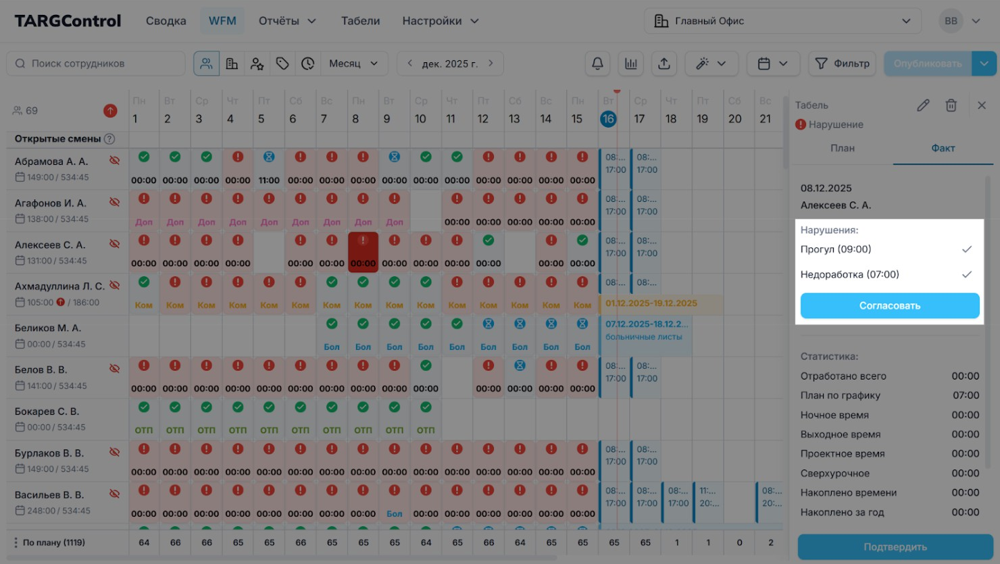 TARGControl Сводка WFM Отчёты Табели Настройки Главный Офис ВВ
Поиск сотрудников Месяц дек. 2025 г. Фильтр Опубликовать
69 Пн Вт Ср Чт Пт Сб Вс Пн Вт Ср Чт Пт Сб Вс Пн Вт Ср Чт Пт Сб Вс
1 2 3 4 5 6 7 8 9 10 11 12 13 14 15 16 17 18 19 20 21
Открытые смены ?
Абрамова А. А. 08:... 08:...
149:00 / 534:45 00:00 00:00 00:00 00:00 11:00 00:00 00:00 00:00 00:00 00:00 00:00 00:00 00:00 00:00 00:00 17:00 17:00
Агафонов И. А. 08:... 08:...
138:00 / 534:45 Доп Доп Доп Доп Доп Доп Доп Доп Доп 00:00 00:00 00:00 00:00 00:00 17:00 17:00
Алексеев С. А. 08:... 08:...
131:00 / 534:45 00:00 00:00 00:00 00:00 00:00 00:00 00:00 00:00 00:00 00:00 00:00 00:00 00:00 17:00 17:00
Ахмадуллина Л. С. 08:... 08:...
105:00 / 186:00 Ком Ком Ком Ком Ком Ком Ком Ком Ком Ком Ком Ком Ком Ком Ком 01.12.2025-19.12.2025
Беликов М. А. 07.12.2025-18.12.2...
00:00 / 534:45 Бол Бол Бол Бол Бол Бол Бол Бол Бол больничные листы
Белов В. В. 08:... 08:...
141:00 / 534:45 00:00 00:00 00:00 00:00 00:00 00:00 00:00 00:00 00:00 00:00 00:00 00:00 00:00 00:00 17:00 17:00
Бокарев С. В.
00:00 / 534:45 ОТП ОТП ОТП ОТП ОТП ОТП ОТП ОТП ОТП ОТП
Бурлаков В. В. 08:... 08:...
149:00 / 534:45 00:00 00:00 00:00 00:00 00:00 00:00 00:00 00:00 00:00 00:00 00:00 00:00 00:00 00:00 00:00 17:00 17:00
Васильев В. В. 08:... 08:... 08:... 11:... 08:...
248:00 / 534:45 00:00 00:00 00:00 00:00 00:00 00:00 00:00 00:00 Бол 00:00 00:00 00:00 00:00 00:00 00:00 17:00 17:00 17:00 20:... 20:...
По плану (1119) 64 66 66 65 65 65 65 65 65 64 65 66 64 65 65 65 65 1 1 0 2
Табель
Нарушение
План Факт
08.12.2025
Алексеев С. А.
Нарушения:
Прогул (09:00)
Недоработка (07:00)
Согласовать
Статистика:
Отработано всего 00:00
План по графику 07:00
Ночное время 00:00
Выходное время 00:00
Проектное время 00:00
Сверхурочное 00:00
Накоплено времени 00:00
Накоплено за год 00:00
Подтвердить